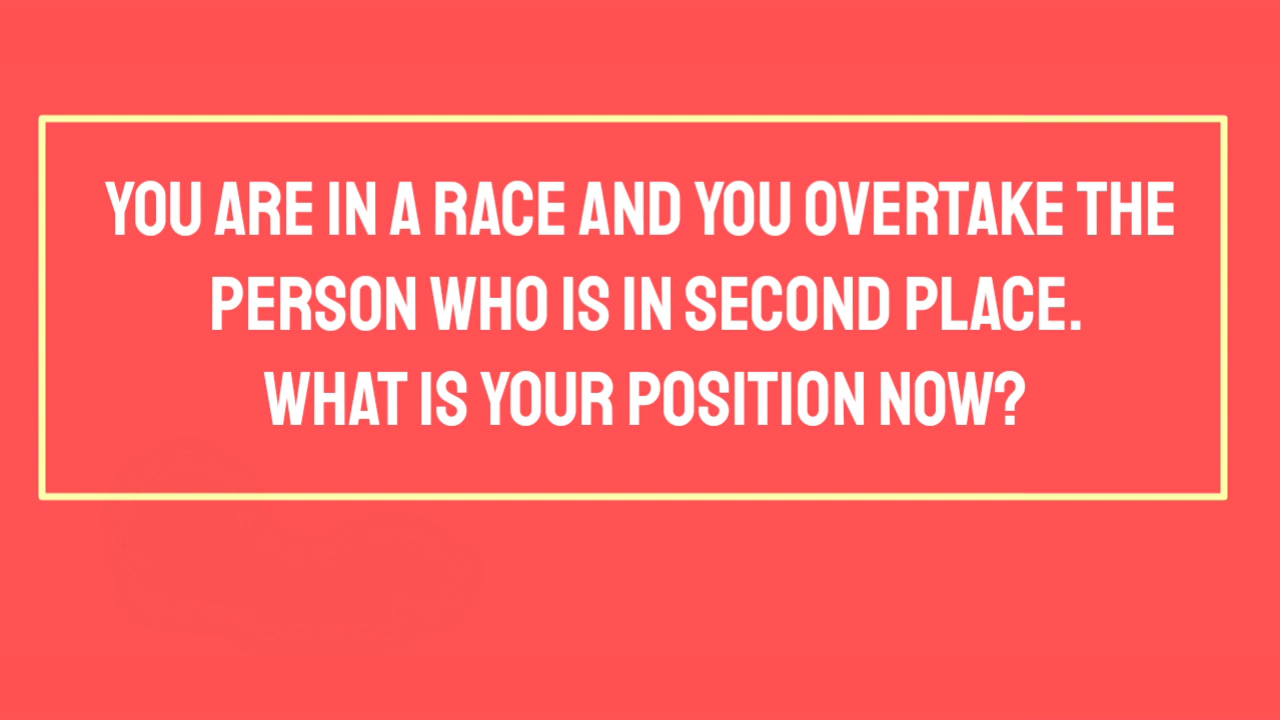 YOU ARE IN A RACE AND YOU OVERTAKE THE
PERSON WHO IS IN SECOND PLACE.
WHAT IS YOUR POSITION NOW?